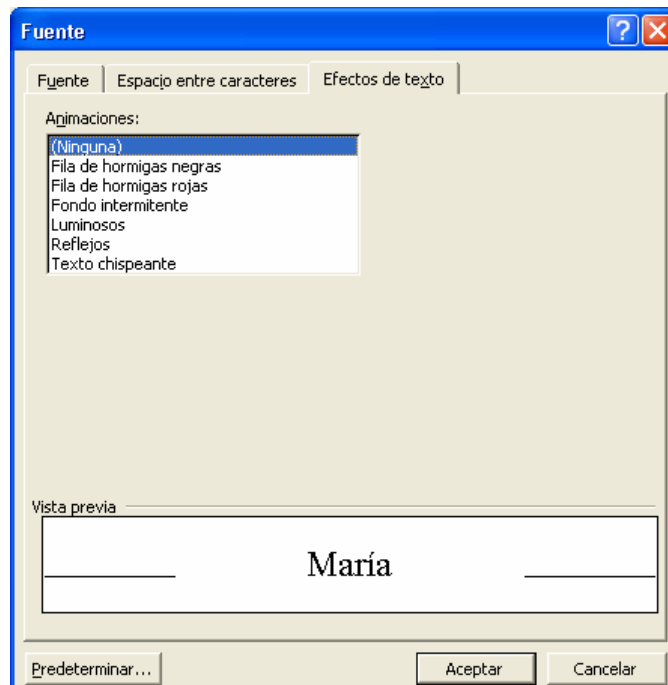 Fuente
Fuente Espacio entre caracteres Efectos de texto
Animaciones:
(Ninguna)
Fila de hormigas negras
Fila de hormigas rojas
Fondo intermitente
Luminosos
Reflejos
Texto chispeante
Vista previa
María
Predeterminar... Aceptar Cancelar